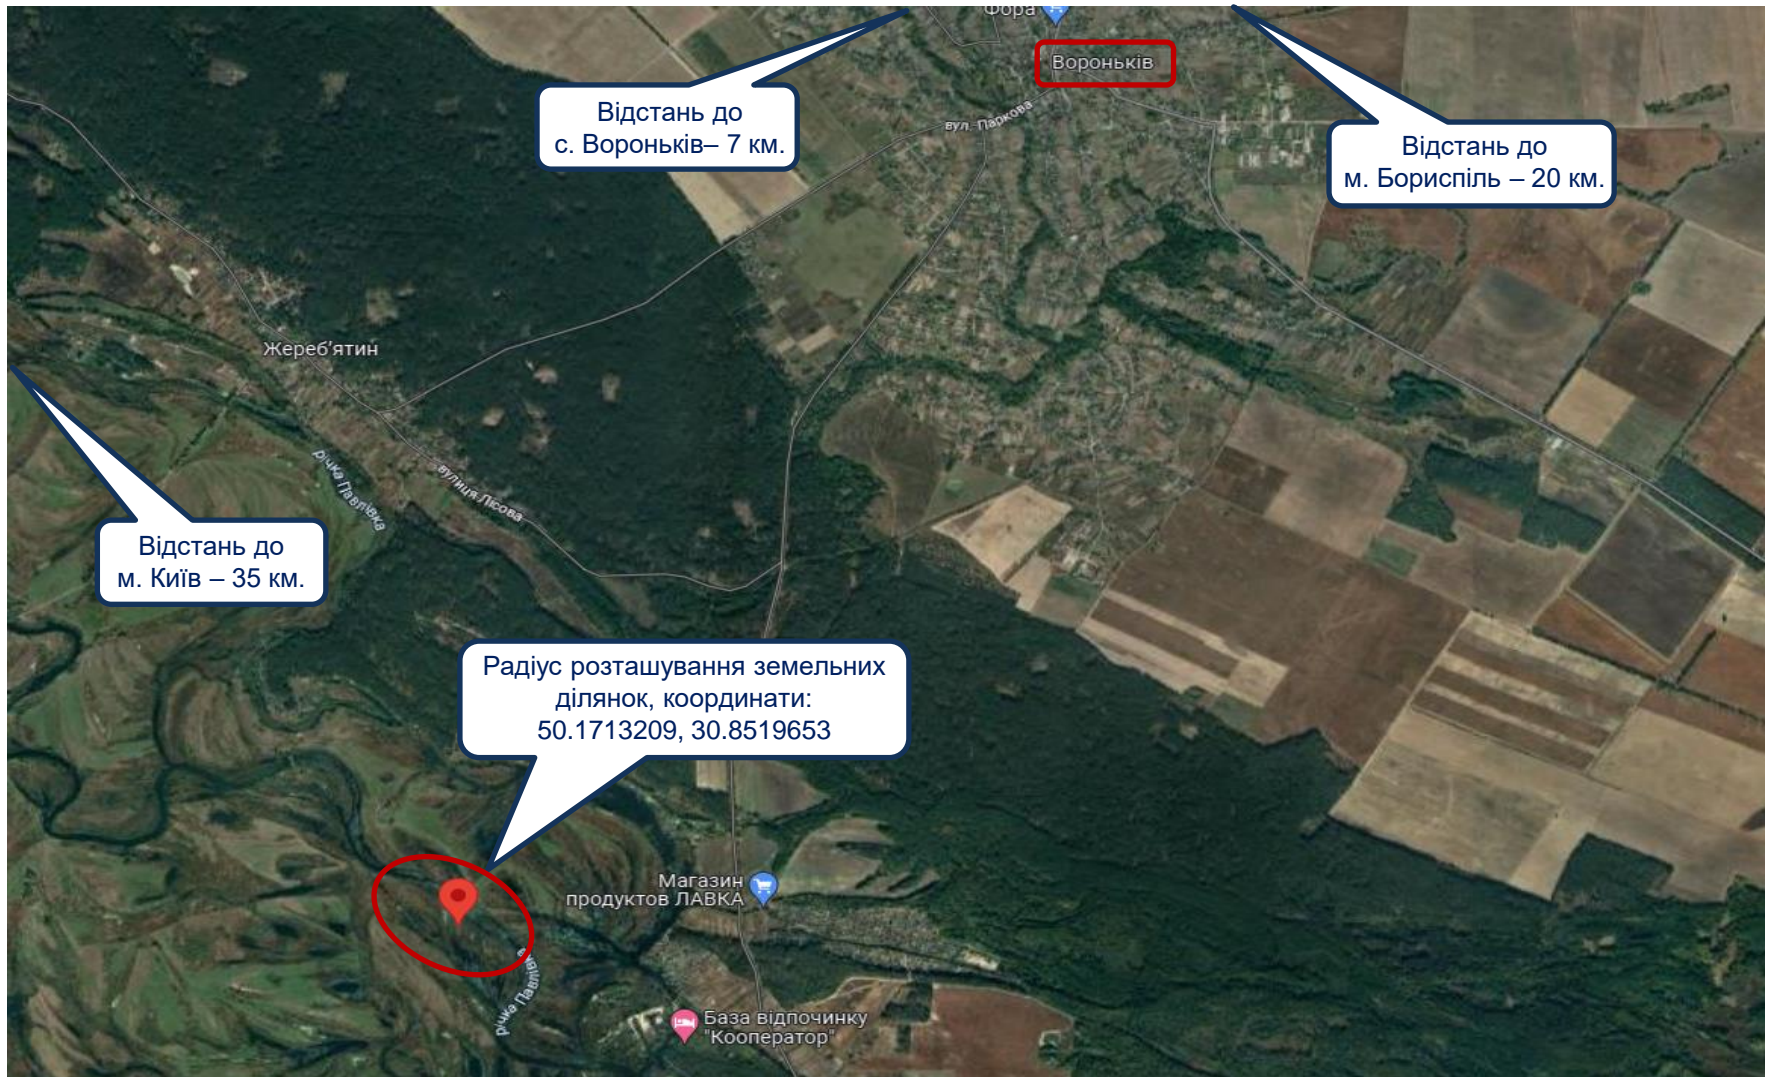 Фора
Вороньків
Відстань до
с. Вороньків– 7 км.
вул. Паркова
Відстань до
м. Бориспіль – 20 км.
Жереб'ятин
річка Павлівка
вулиця Лісова
Відстань до
м. Київ – 35 км.
Радіус розташування земельних
ділянок, координати:
50.1713209, 30.8519653
Магазин
продуктов ЛАВКА
річка Павлівка
База відпочинку
"Кооператор"